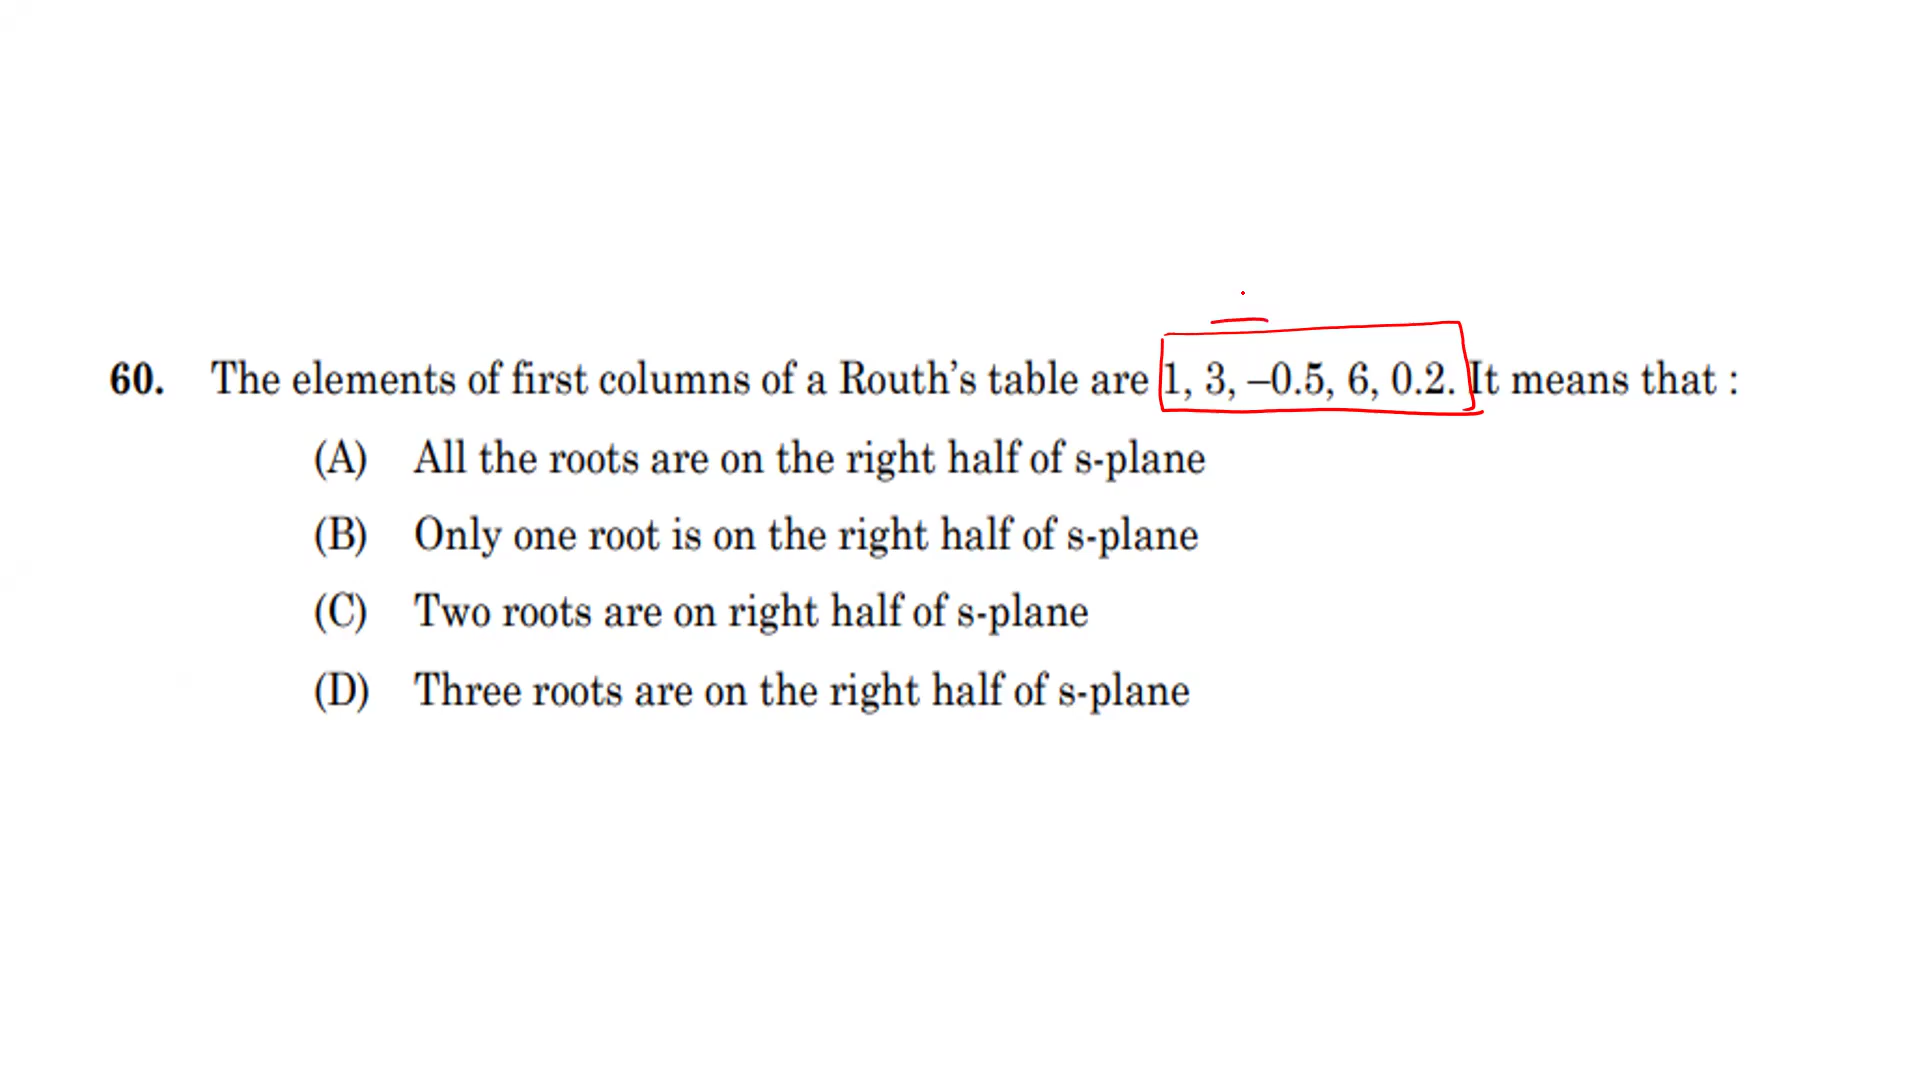 60. The elements of first columns of a Routh's table are 1, 3, –0.5, 6, 0.2. It means that :
(A) All the roots are on the right half of s-plane
(B) Only one root is on the right half of s-plane
(C) Two roots are on right half of s-plane
(D) Three roots are on the right half of s-plane